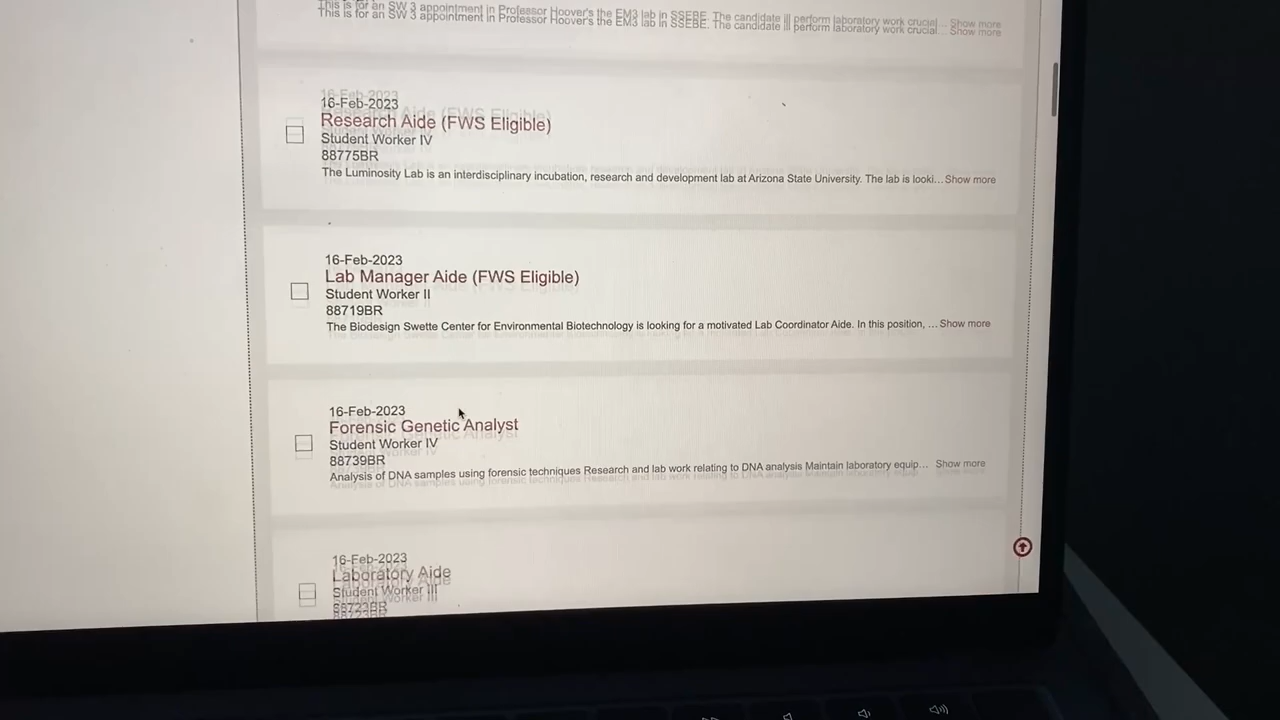 This is for an SW 3 appointment in Professor Hoover's the EM3 lab in SSEBE. The candidate ill perform laboratory work crucial... Show more
16-Feb-2023
Research Aide (FWS Eligible)
Student Worker IV
88775BR
The Luminosity Lab is an interdisciplinary incubation, research and development lab at Arizona State University. The lab is looki...Show more
16-Feb-2023
Lab Manager Aide (FWS Eligible)
Student Worker II
88719BR
The Biodesign Swette Center for Environmental Biotechnology is looking for a motivated Lab Coordinator Aide. In this position, ... Show more
16-Feb-2023
Forensic Genetic Analyst
Student Worker IV
88739BR
Analysis of DNA samples using forensic techniques Research and lab work relating to DNA analysis Maintain laboratory equip... Show more
16-Feb-2023
Laboratory Aide
Student Worker III
88723BR